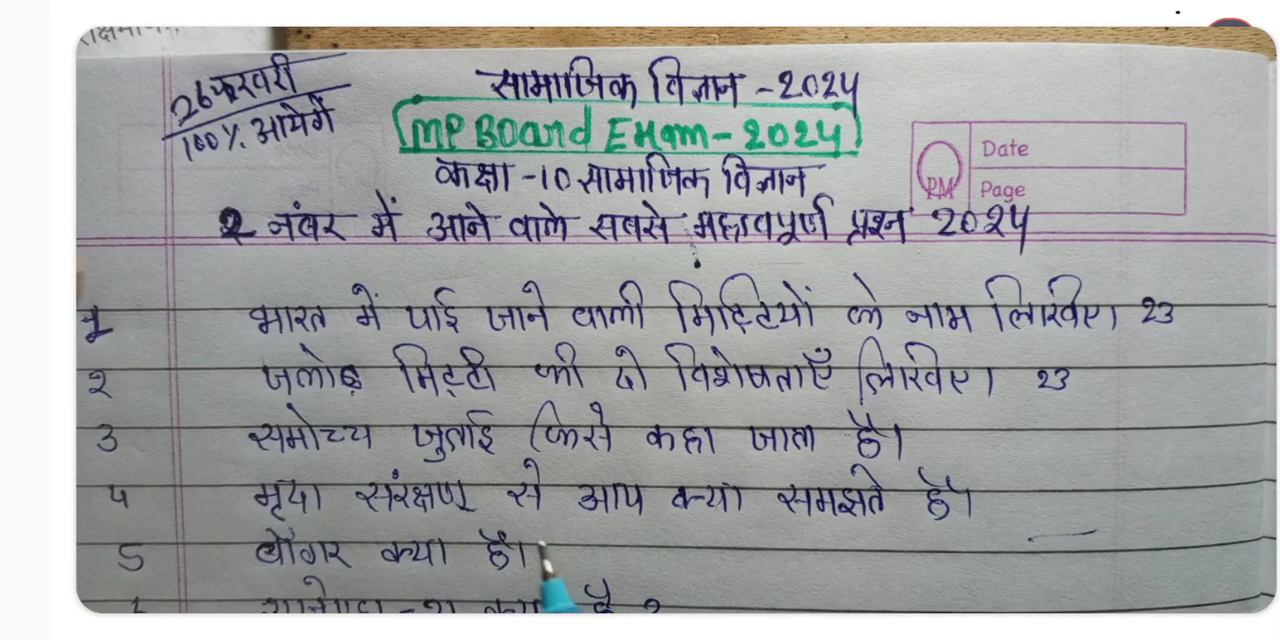 26 फरवरी
100% आयेगें
सामाजिक विज्ञान -2024
MP Board Exam-2024
कक्षा -10 सामाजिक विज्ञान
Date
PM
Page
2 नंबर में आने वाले सबसे महत्वपूर्ण प्रश्न 2024
1 भारत में पाई जाने वाली मिट्टियों के नाम लिखिए। 23
2 जलोढ़ मिट्टी की दो विशेषताएँ लिखिए। 23
3 समोच्य जुताई किसे कहा जाता है।
4 मृदा संरक्षण से आप क्या समझते हैं।
5 बाँगर क्या हैं।